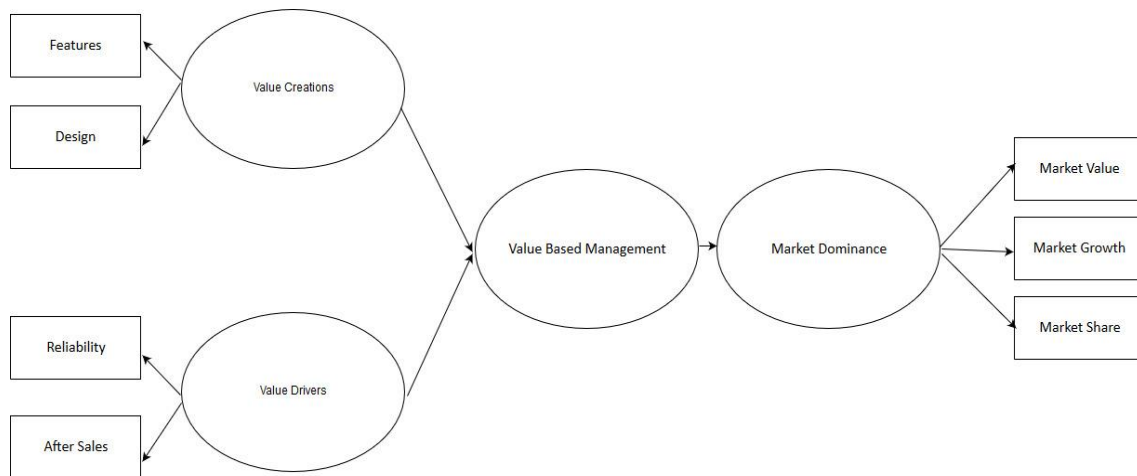 Features
Value Creations
Design
Market Value
Value Based Management
Market Dominance
Market Growth
Market Share
Reliability
Value Drivers
After Sales